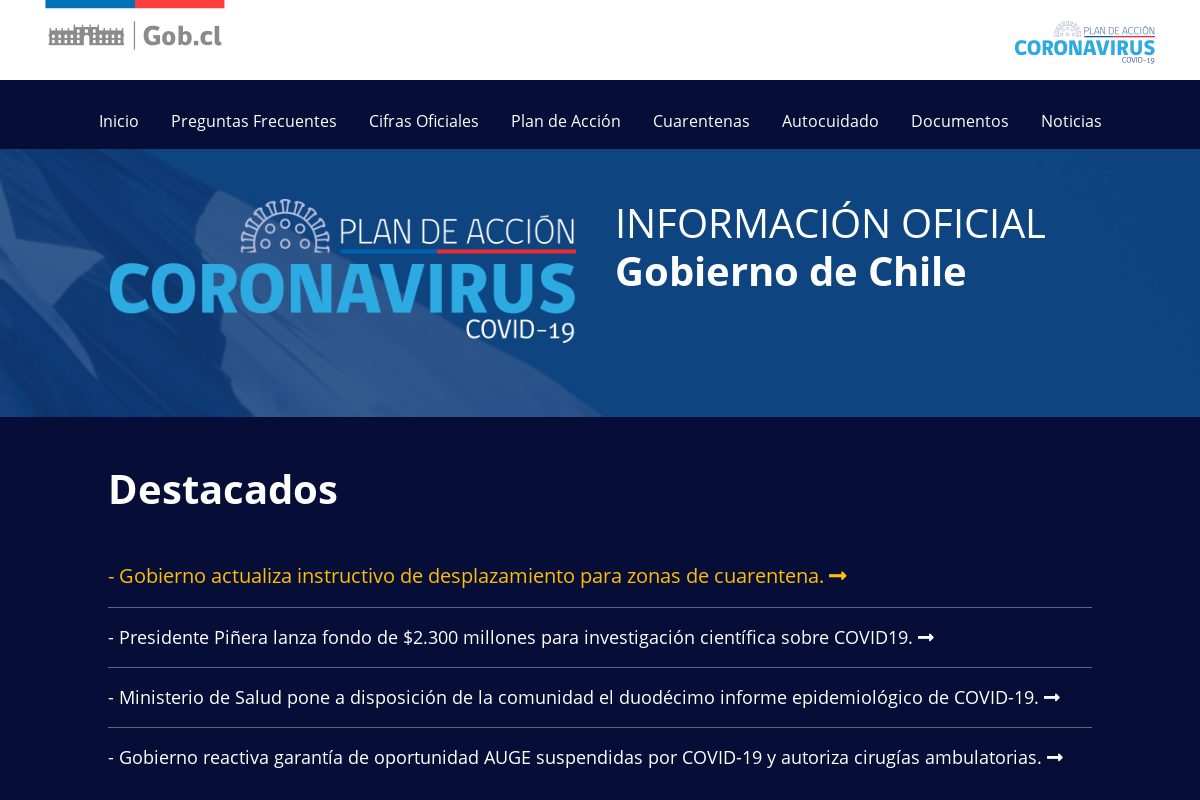 Gob.cl
PLAN DE ACCIÓN
CORONAVIRUS
COVID-19
Inicio Preguntas Frecuentes Cifras Oficiales Plan de Acción Cuarentenas Autocuidado Documentos Noticias
PLAN DE ACCIÓN
CORONAVIRUS
COVID-19
INFORMACIÓN OFICIAL
Gobierno de Chile
Destacados
- Gobierno actualiza instructivo de desplazamiento para zonas de cuarentena.
- Presidente Piñera lanza fondo de $2.300 millones para investigación científica sobre COVID19.
- Ministerio de Salud pone a disposición de la comunidad el duodécimo informe epidemiológico de COVID-19.
- Gobierno reactiva garantía de oportunidad AUGE suspendidas por COVID-19 y autoriza cirugías ambulatorias.